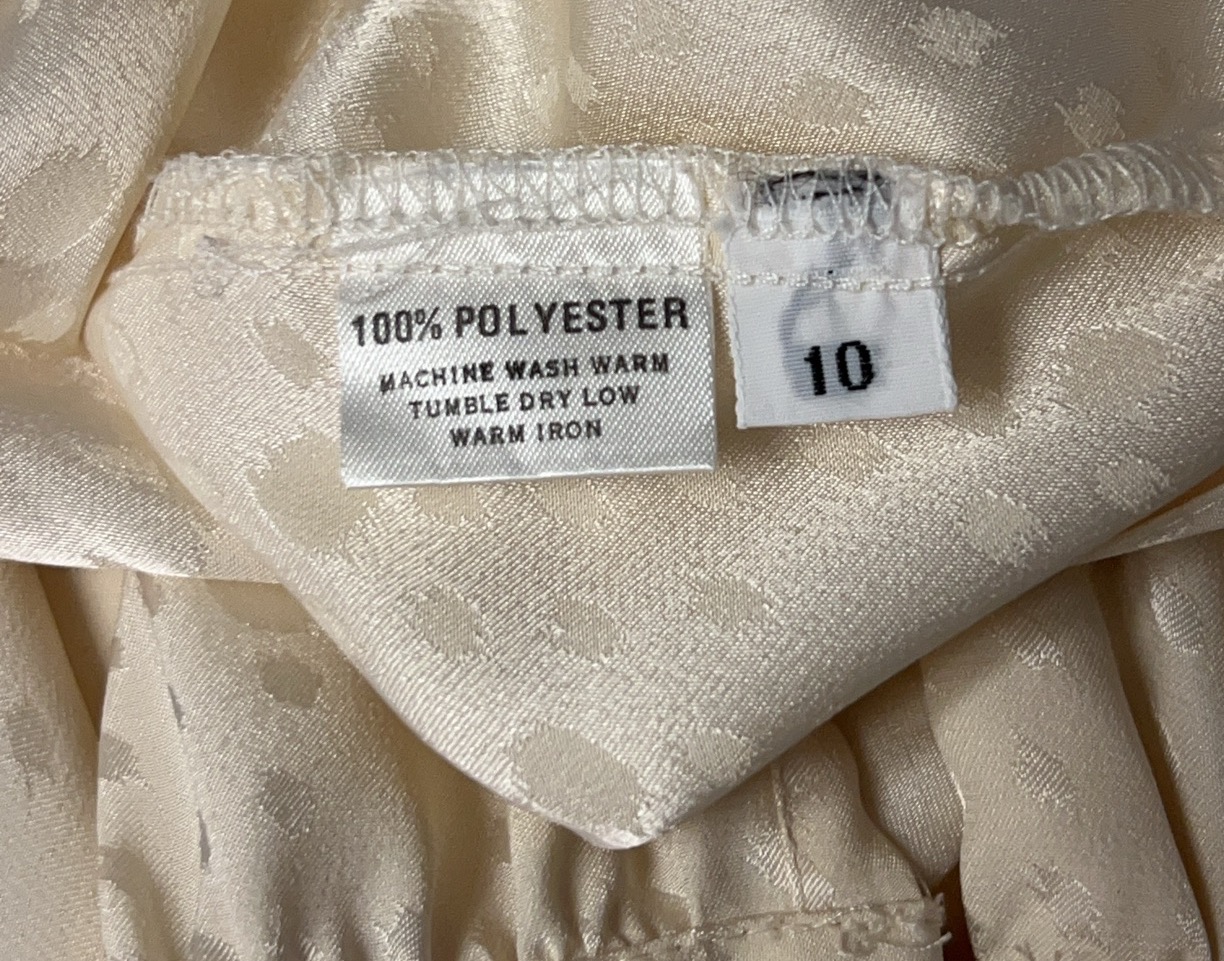 100% POLYESTER
MACHINE WASH WARM
TUMBLE DRY LOW
WARM IRON
10